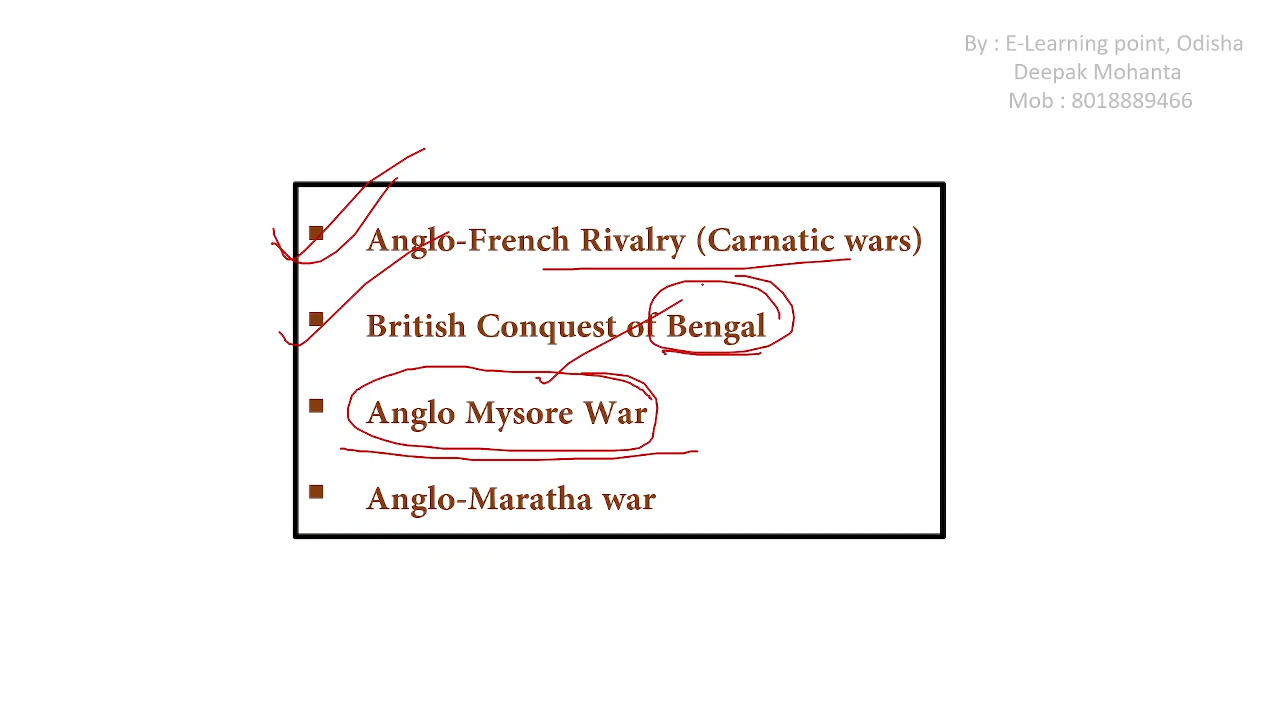 By : E-Learning point, Odisha
Deepak Mohanta
Mob : 8018889466
▪ Anglo-French Rivalry (Carnatic wars)
▪ British Conquest of Bengal
▪ Anglo Mysore War
▪ Anglo-Maratha war